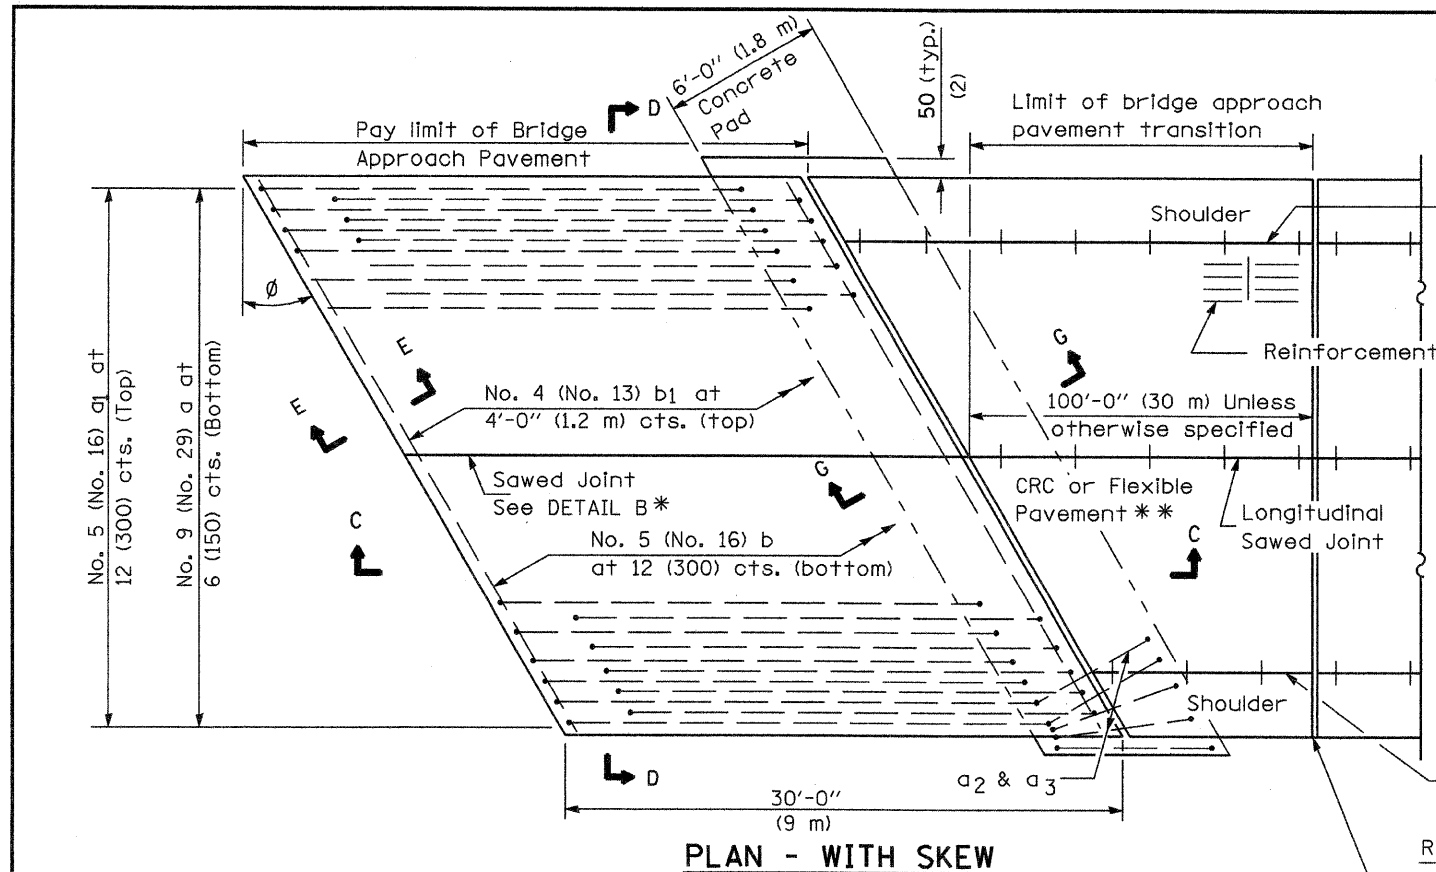 6'-0" (1.8 m)
Concrete
Pad
50 (typ.)
(2)
Limit of bridge approach
pavement transition
D
Pay limit of Bridge
Approach Pavement
Shoulder
Ø
No. 5 (No. 16) a1 at
12 (300) cts. (Top)
No. 9 (No. 29) a at
6 (150) cts. (Bottom)
E
E
G
Reinforcement
No. 4 (No. 13) b1 at
4'-0" (1.2 m) cts. (top)
100'-0" (30 m) Unless
otherwise specified
Sawed Joint
See DETAIL B *
G
CRC or Flexible
Pavement * *
Longitudinal
Sawed Joint
C
C
No. 5 (No. 16) b
at 12 (300) cts. (bottom)
Shoulder
D
a2 & a3
30'-0"
(9 m)
PLAN - WITH SKEW
R